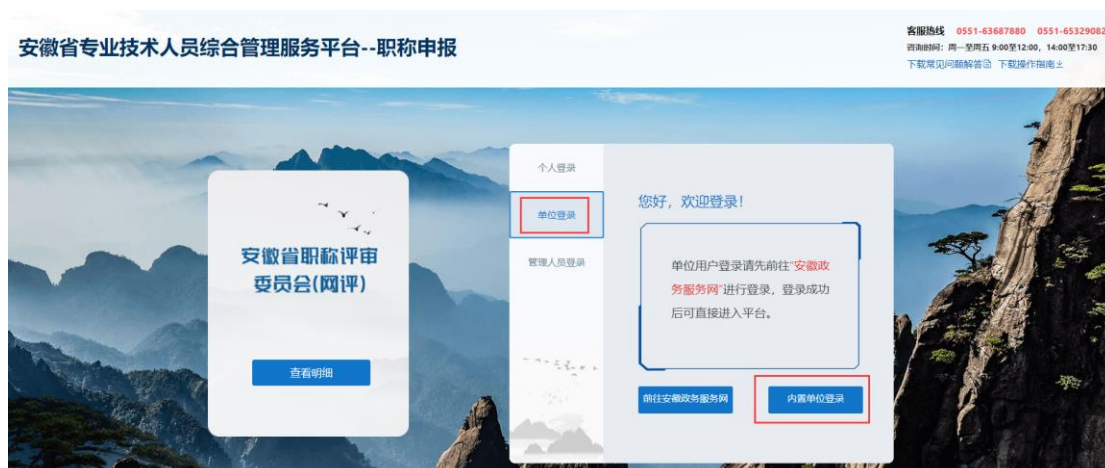 安徽省专业技术人员综合管理服务平台--职称申报
客服热线 0551-63687880 0551-65329082
咨询时间：周一至周五 9:00至12:00，14:00至17:30
下载常见问题解答 下载操作指南
安徽省职称评审
委员会(网评)
查看明细
个人登录
单位登录
管理人员登录
您好，欢迎登录！
单位用户登录请先前往"安徽政
务服务网"进行登录，登录成功
后可直接进入平台。
前往安徽政务服务网
内置单位登录